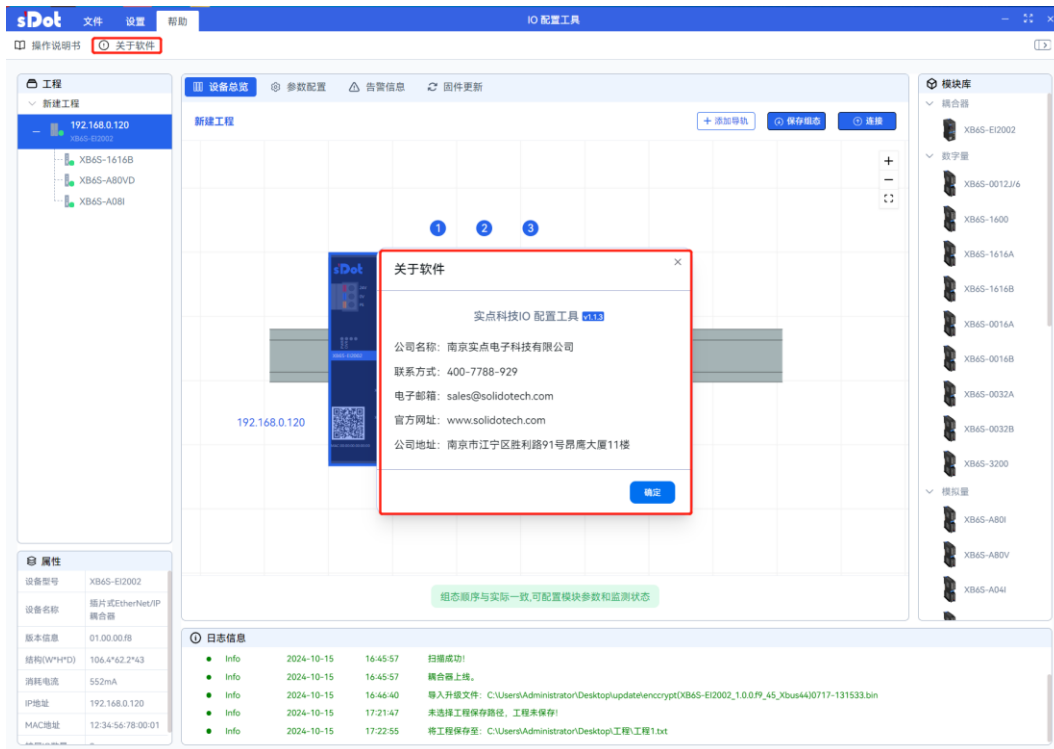 sDot 文件 设置 帮助 IO 配置工具
操作说明书 关于软件
工程
新建工程
192.168.0.120
XB6S-EI2002
XB6S-1616B
XB6S-A80VD
XB6S-A08I
设备总览 参数配置 告警信息 固件更新
新建工程 + 添加导轨 保存组态 连接
1 2 3
sDot
192.168.0.120
关于软件
实点科技IO 配置工具 v1.1.3
公司名称: 南京实点电子科技有限公司
联系方式: 400-7788-929
电子邮箱: sales@solidotech.com
官方网址: www.solidotech.com
公司地址: 南京市江宁区胜利路91号昂鹰大厦11楼
确定
组态顺序与实际一致,可配置模块参数和监测状态
模块库
耦合器
XB6S-EI2002
数字量
XB6S-0012J/6
XB6S-1600
XB6S-1616A
XB6S-1616B
XB6S-0016A
XB6S-0016B
XB6S-0032A
XB6S-0032B
XB6S-3200
模拟量
XB6S-A80I
XB6S-A80V
XB6S-A04I
属性
设备型号 XB6S-EI2002
设备名称 插片式EtherNet/IP
耦合器
版本信息 01.00.00.f8
结构(W*H*D) 106.4*62.2*43
消耗电流 552mA
IP地址 192.168.0.120
MAC地址 12:34:56:78:00:01
日志信息
Info 2024-10-15 16:45:57 扫描成功!
Info 2024-10-15 16:45:57 耦合器上线。
Info 2024-10-15 16:46:40 导入升级文件: C:\Users\Administrator\Desktop\update\enccrypt(XB6S-EI2002_1.0.0.f9_45_Xbus44)0717-131533.bin
Info 2024-10-15 17:21:47 未选择工程保存路径, 工程未保存!
Info 2024-10-15 17:22:55 将工程保存至: C:\Users\Administrator\Desktop\工程\工程1.txt